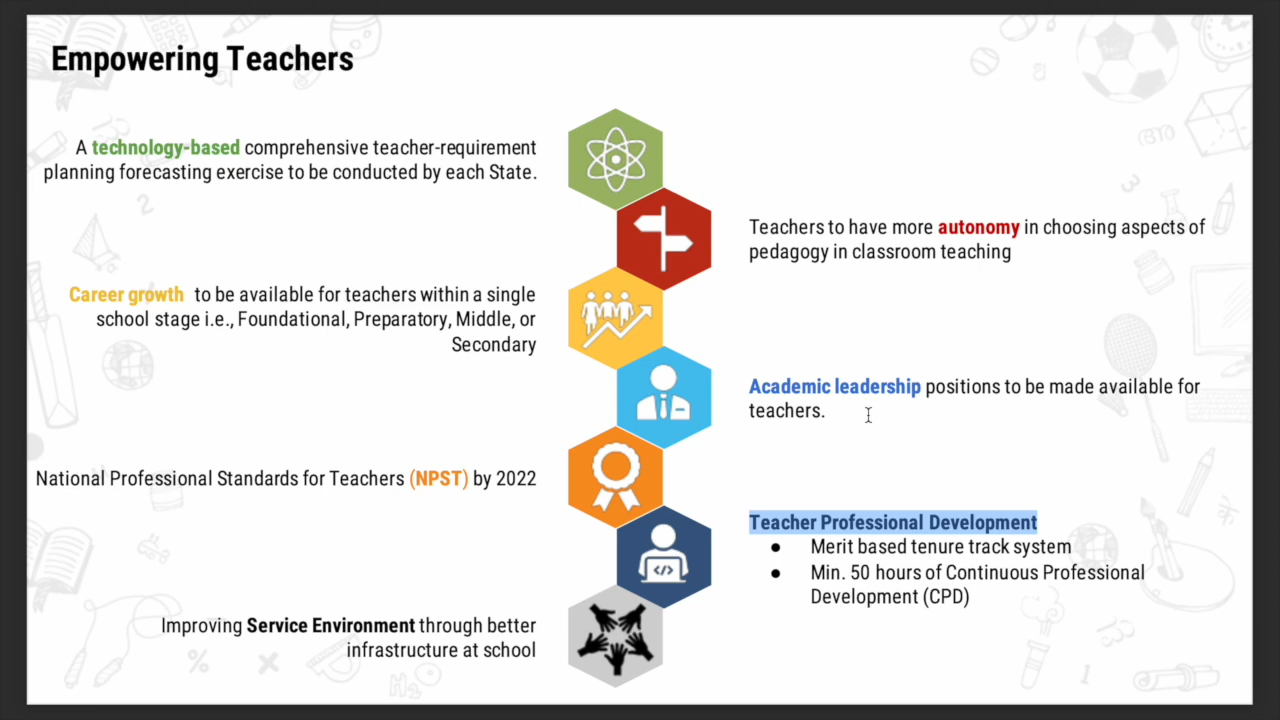 Empowering Teachers
A technology-based comprehensive teacher-requirement
planning forecasting exercise to be conducted by each State.
Teachers to have more autonomy in choosing aspects of
pedagogy in classroom teaching
Career growth to be available for teachers within a single
school stage i.e., Foundational, Preparatory, Middle, or
Secondary
Academic leadership positions to be made available for
teachers.
National Professional Standards for Teachers (NPST) by 2022
Teacher Professional Development
● Merit based tenure track system
● Min. 50 hours of Continuous Professional
Development (CPD)
Improving Service Environment through better
infrastructure at school